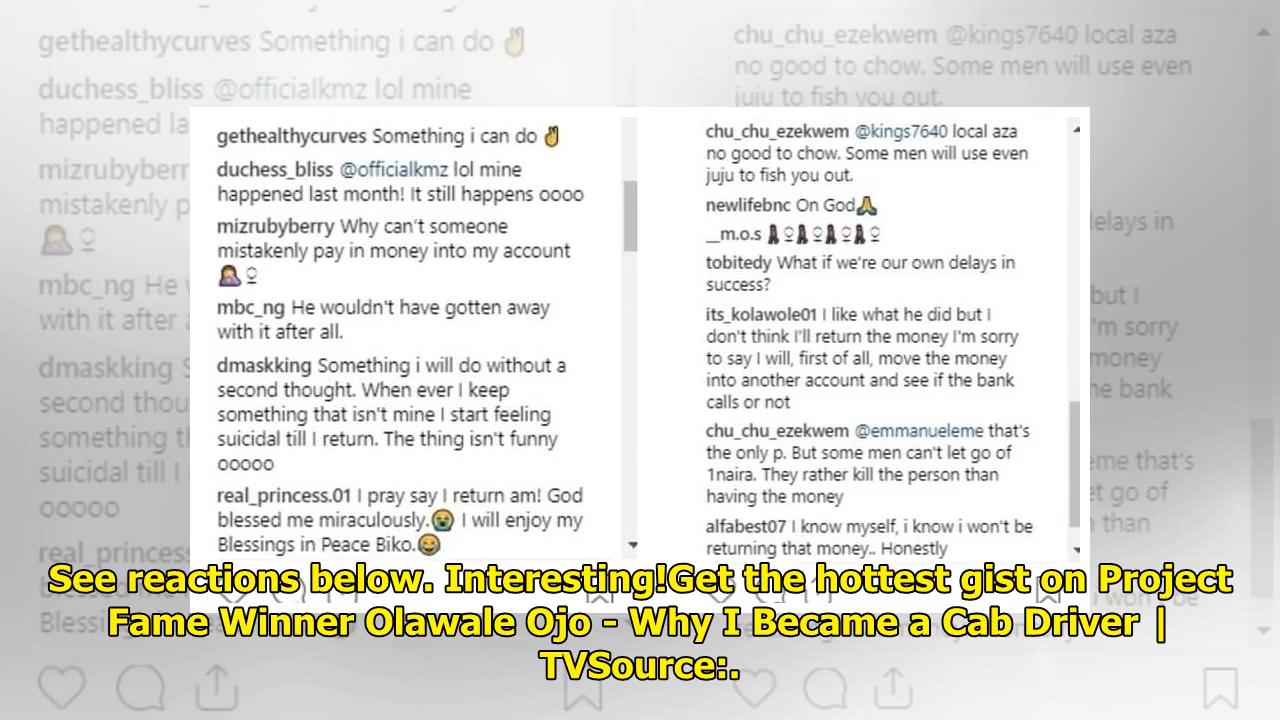 gethealthycurves Something i can do ✌
duchess_bliss @officialkmz lol mine
happened last month! It still happens oooo
mizrubyberry Why can't someone
mistakenly pay in money into my account
🤦♀
mbc_ng He wouldn't have gotten away
with it after all.
dmaskking Something i will do without a
second thought. When ever I keep
something that isn't mine I start feeling
suicidal till I return. The thing isn't funny
ooooo
real_princess.01 I pray say I return am! God
blessed me miraculously.😭 I will enjoy my
Blessings in Peace Biko.😂
chu_chu_ezekwem @kings7640 local aza
no good to chow. Some men will use even
juju to fish you out.
newlifebnc On God🙏
__m.o.s 🚶♀🚶♀🚶♀🚶♀
tobitedy What if we're our own delays in
success?
its_kolawole01 I like what he did but I
don't think I'll return the money I'm sorry
to say I will, first of all, move the money
into another account and see if the bank
calls or not
chu_chu_ezekwem @emmanueleme that's
the only p. But some men can't let go of
1naira. They rather kill the person than
having the money
alfabest07 I know myself, i know i won't be
returning that money.. Honestly
See reactions below. Interesting!Get the hottest gist on Project
Fame Winner Olawale Ojo - Why I Became a Cab Driver |
TVSource:.